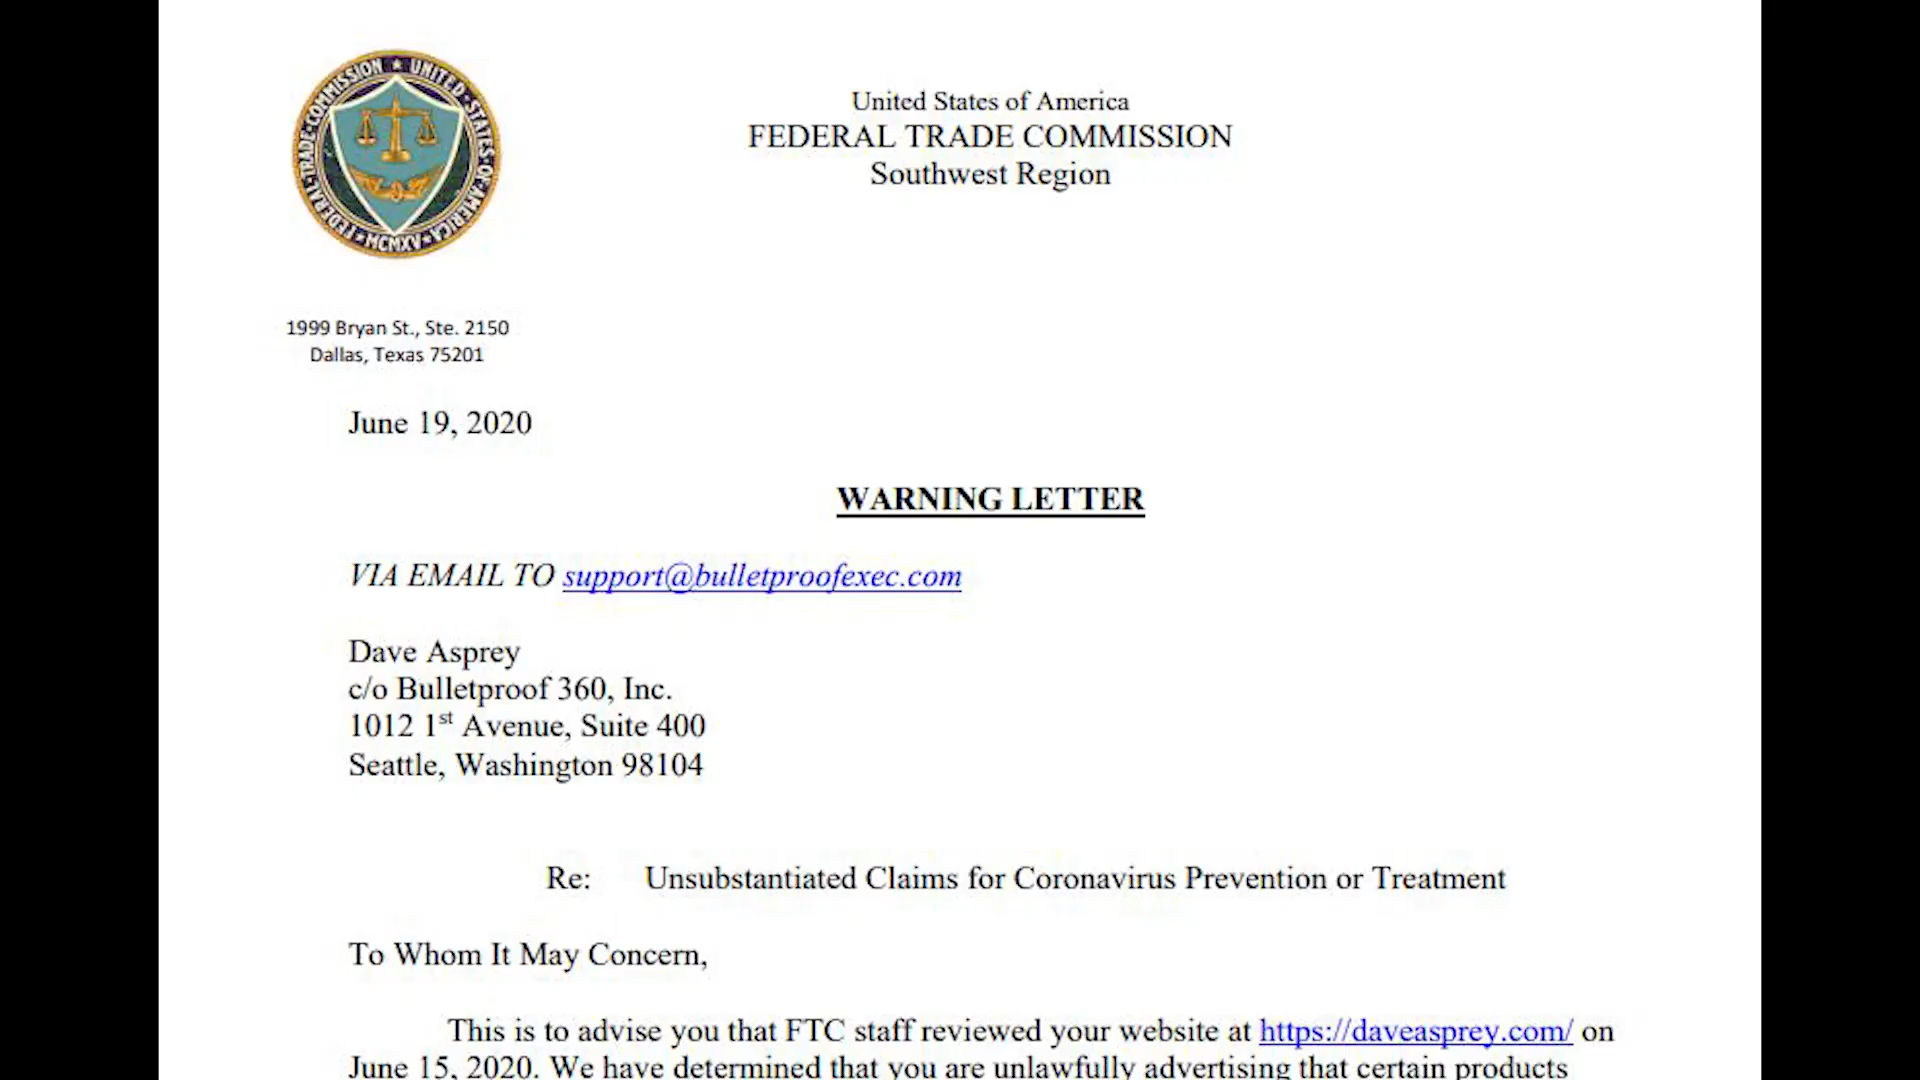 FEDERAL·TRADE·COMMISSION ★ UNITED·STATES·OF·AMERICA
★MCMXV★
United States of America
FEDERAL TRADE COMMISSION
Southwest Region
1999 Bryan St., Ste. 2150
Dallas, Texas 75201
June 19, 2020
WARNING LETTER
VIA EMAIL TO support@bulletproofexec.com
Dave Asprey
c/o Bulletproof 360, Inc.
1012 1st Avenue, Suite 400
Seattle, Washington 98104
Re: Unsubstantiated Claims for Coronavirus Prevention or Treatment
To Whom It May Concern,
This is to advise you that FTC staff reviewed your website at https://daveasprey.com/ on
June 15, 2020. We have determined that you are unlawfully advertising that certain products